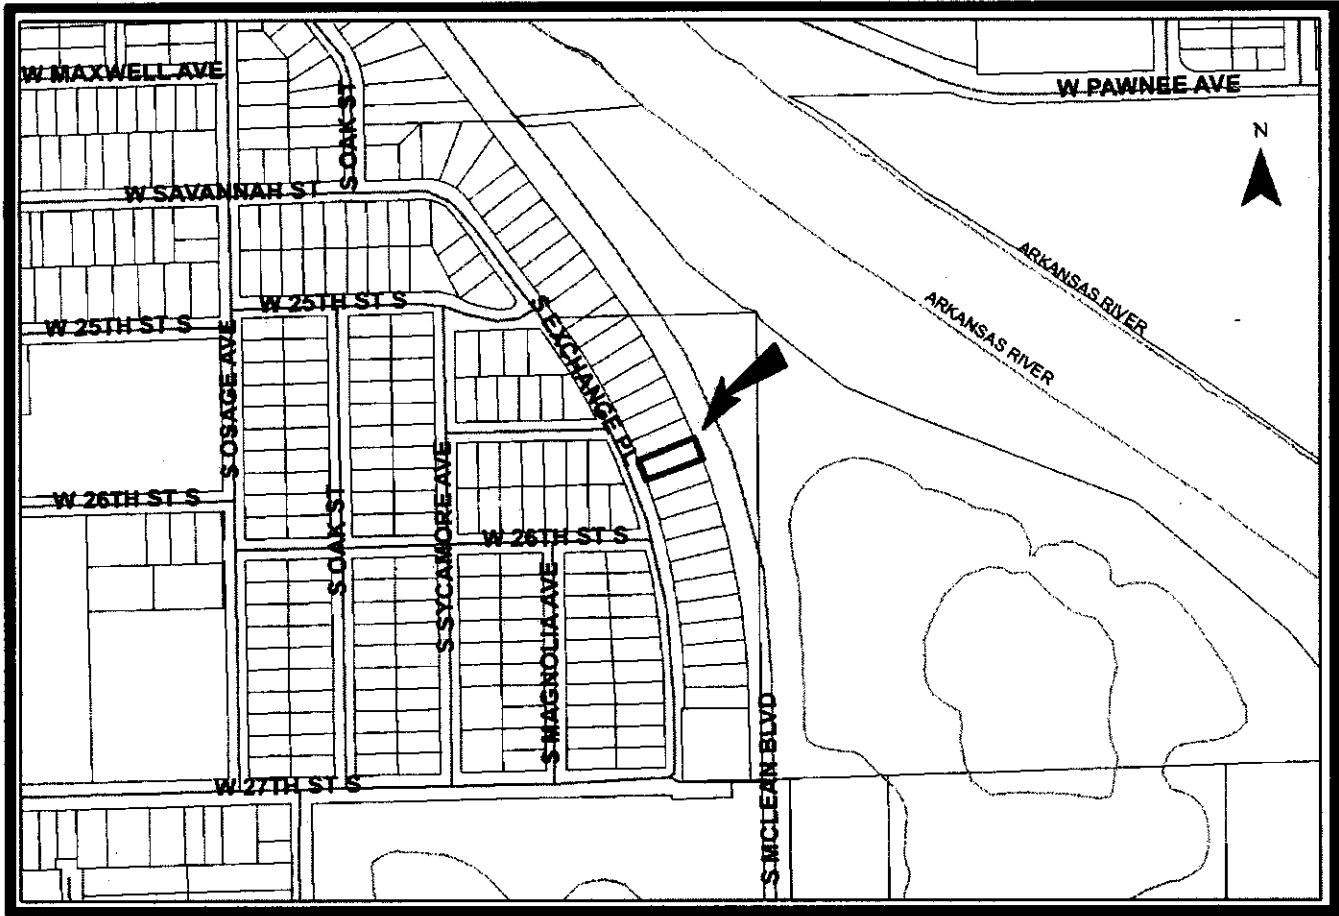 W MAXWELL AVE
W PAWNEE AVE
S OAK ST
N
W SAVANNAH ST
ARKANSAS RIVER
ARKANSAS RIVER
W 25TH ST S
S EXCHANGE PL
W 25TH ST S
S OSAGE AVE
S SYCAMORE AVE
W 26TH ST S
S OAK ST
W 26TH ST S
S MAGNOLIA AVE
S MCLEAN BLVD
W 27TH ST S